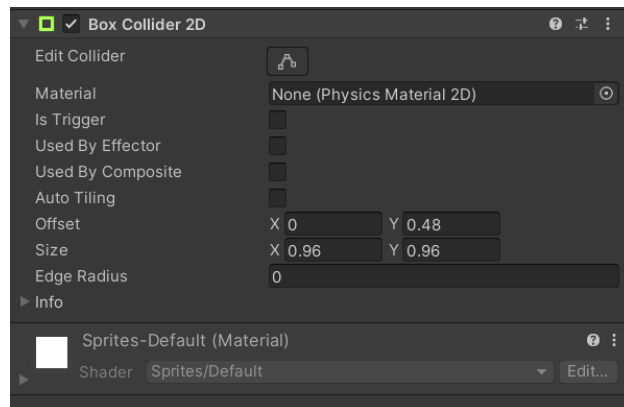 Box Collider 2D
Edit Collider
Material None (Physics Material 2D)
Is Trigger
Used By Effector
Used By Composite
Auto Tiling
Offset X 0 Y 0.48
Size X 0.96 Y 0.96
Edge Radius 0
Info
Sprites-Default (Material)
Shader Sprites/Default Edit...